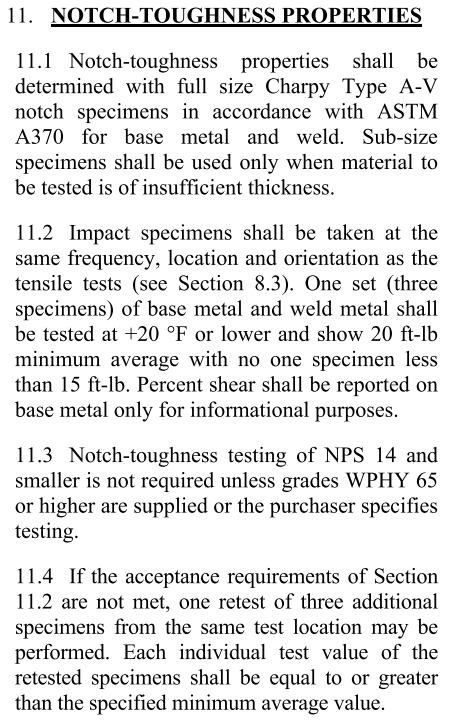 11. NOTCH-TOUGHNESS PROPERTIES
11.1 Notch-toughness properties shall be
determined with full size Charpy Type A-V
notch specimens in accordance with ASTM
A370 for base metal and weld. Sub-size
specimens shall be used only when material to
be tested is of insufficient thickness.
11.2 Impact specimens shall be taken at the
same frequency, location and orientation as the
tensile tests (see Section 8.3). One set (three
specimens) of base metal and weld metal shall
be tested at +20 °F or lower and show 20 ft-lb
minimum average with no one specimen less
than 15 ft-lb. Percent shear shall be reported on
base metal only for informational purposes.
11.3 Notch-toughness testing of NPS 14 and
smaller is not required unless grades WPHY 65
or higher are supplied or the purchaser specifies
testing.
11.4 If the acceptance requirements of Section
11.2 are not met, one retest of three additional
specimens from the same test location may be
performed. Each individual test value of the
retested specimens shall be equal to or greater
than the specified minimum average value.